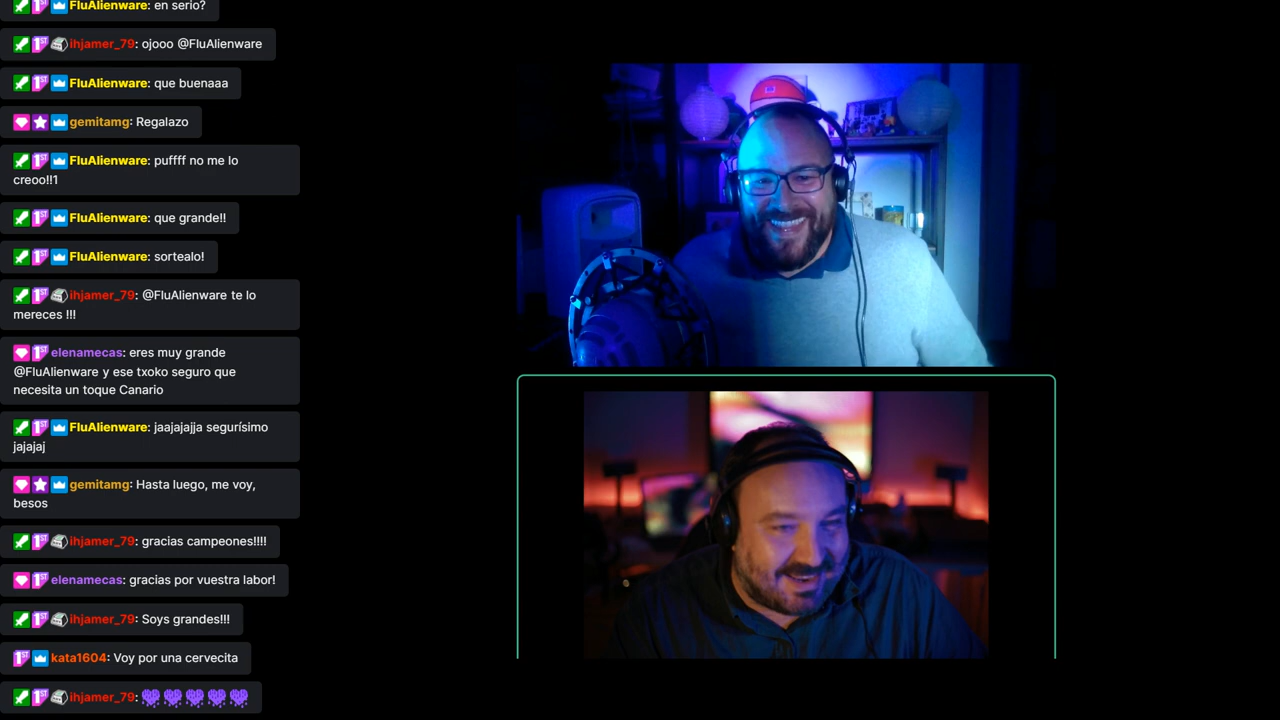 FluAlienware: en serio?
ihjamer_79: ojooo @FluAlienware
FluAlienware: que buenaaa
gemitamg: Regalazo
FluAlienware: puffff no me lo
creoo!!1
FluAlienware: que grande!!
FluAlienware: sortealo!
ihjamer_79: @FluAlienware te lo
mereces !!!
elenamecas: eres muy grande
@FluAlienware y ese txoko seguro que
necesita un toque Canario
FluAlienware: jaajajajja segurísimo
jajajaj
gemitamg: Hasta luego, me voy,
besos
ihjamer_79: gracias campeones!!!!
elenamecas: gracias por vuestra labor!
ihjamer_79: Soys grandes!!!
kata1604: Voy por una cervecita
ihjamer_79: